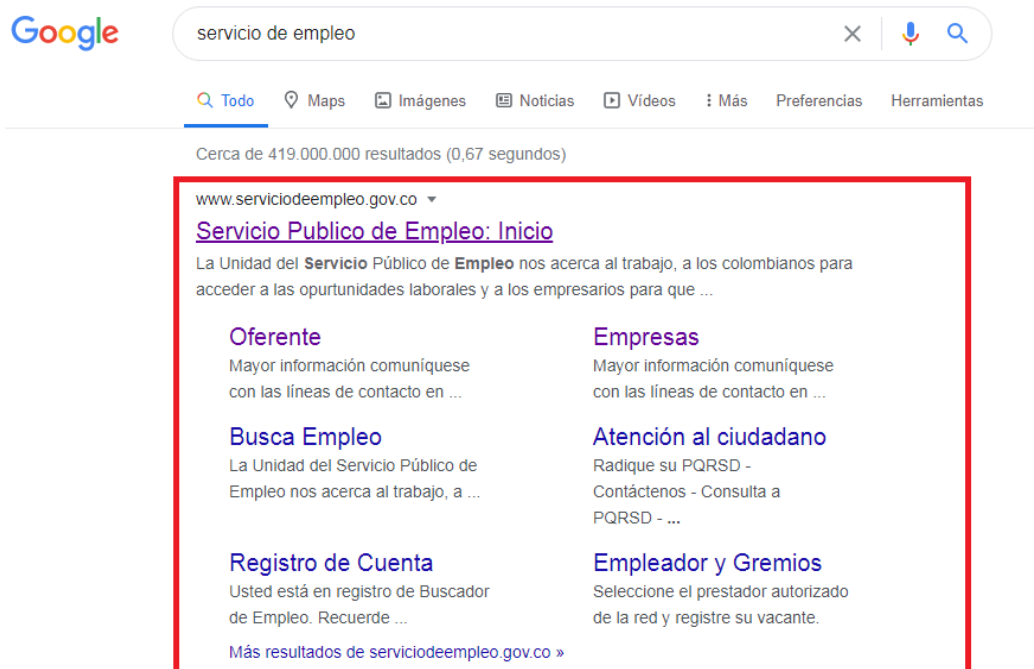 Google
servicio de empleo
Todo Maps Imágenes Noticias Vídeos Más Preferencias Herramientas
Cerca de 419.000.000 resultados (0,67 segundos)
www.serviciodeempleo.gov.co
Servicio Publico de Empleo: Inicio
La Unidad del Servicio Público de Empleo nos acerca al trabajo, a los colombianos para
acceder a las oportunidades laborales y a los empresarios para que ...
Oferente
Mayor información comuníquese
con las líneas de contacto en ...
Empresas
Mayor información comuníquese
con las líneas de contacto en ...
Busca Empleo
La Unidad del Servicio Público de
Empleo nos acerca al trabajo, a ...
Atención al ciudadano
Radique su PQRSD -
Contáctenos - Consulta a
PQRSD - ...
Registro de Cuenta
Usted está en registro de Buscador
de Empleo. Recuerde ...
Empleador y Gremios
Seleccione el prestador autorizado
de la red y registre su vacante.
Más resultados de serviciodeempleo.gov.co »